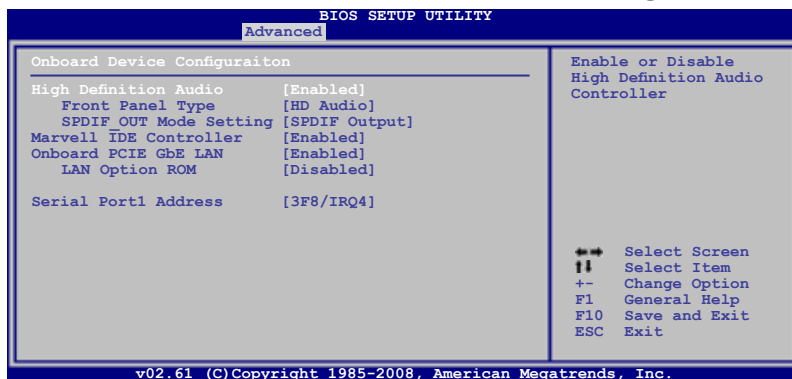 BIOS SETUP UTILITY
Advanced
Onboard Device Configuraiton
High Definition Audio [Enabled]
Front Panel Type [HD Audio]
SPDIF_OUT Mode Setting [SPDIF Output]
Marvell IDE Controller [Enabled]
Onboard PCIE GbE LAN [Enabled]
LAN Option ROM [Disabled]
Serial Port1 Address [3F8/IRQ4]
Enable or Disable
High Definition Audio
Controller
←→ Select Screen
↑↓ Select Item
+- Change Option
F1 General Help
F10 Save and Exit
ESC Exit
v02.61 (C)Copyright 1985-2008, American Megatrends, Inc.